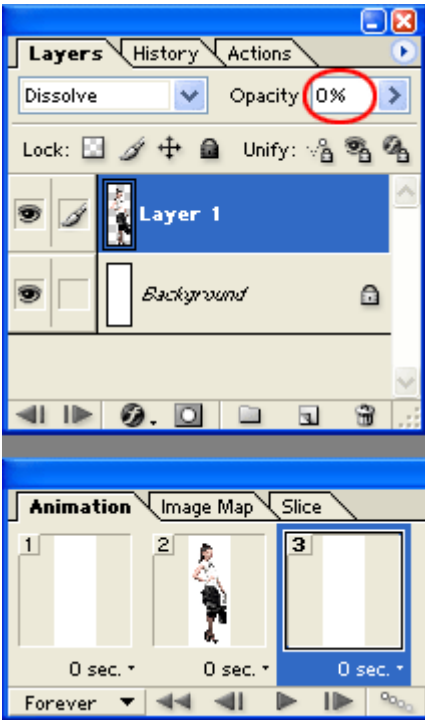 Layers History Actions
Dissolve Opacity 0%
Lock: Unify:
Layer 1
Background
Animation Image Map Slice
1 2 3
0 sec. 0 sec. 0 sec.
Forever